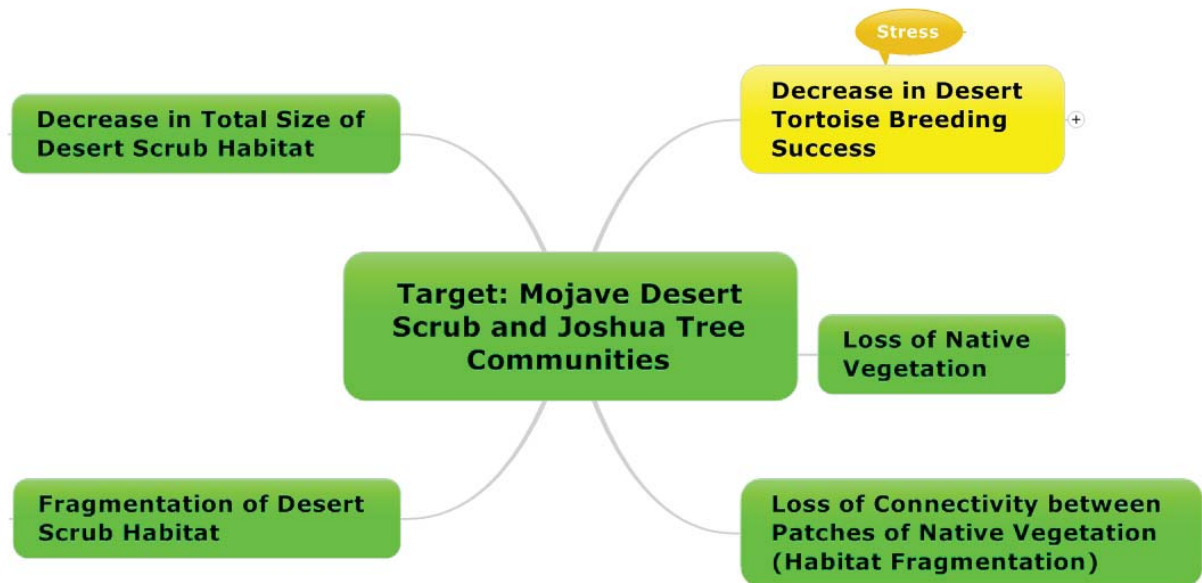 Stress
Decrease in Desert
Tortoise Breeding
Success
+
Decrease in Total Size of
Desert Scrub Habitat
Target: Mojave Desert
Scrub and Joshua Tree
Communities
Loss of Native
Vegetation
Fragmentation of Desert
Scrub Habitat
Loss of Connectivity between
Patches of Native Vegetation
(Habitat Fragmentation)